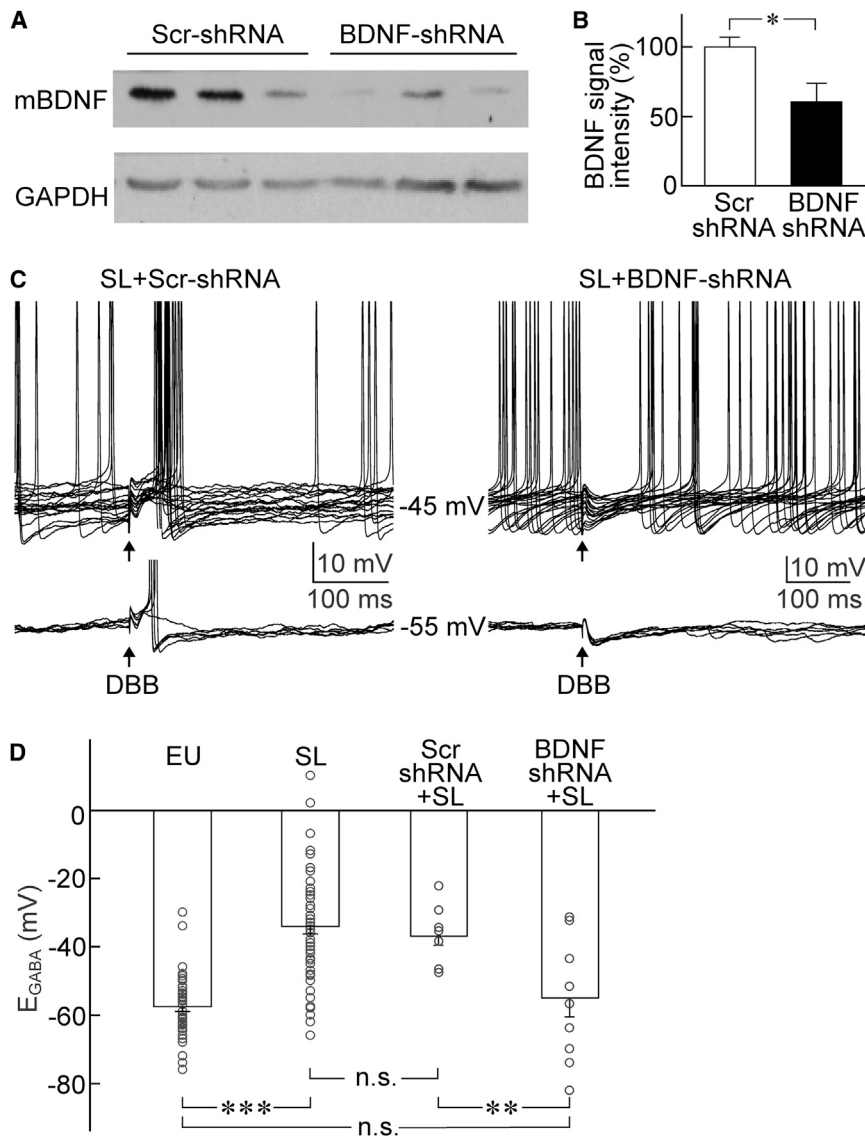 A
Scr-shRNA BDNF-shRNA
mBDNF
GAPDH
B
BDNF signal
intensity (%)
100
50
0
*
Scr
shRNA
BDNF
shRNA
C
SL+Scr-shRNA
SL+BDNF-shRNA
-45 mV
10 mV
100 ms
10 mV
100 ms
-55 mV
DBB
DBB
D
EU
SL
Scr
shRNA
+SL
BDNF
shRNA
+SL
E_GABA (mV)
0
-20
-40
-60
-80
n.s.
*** **
n.s.